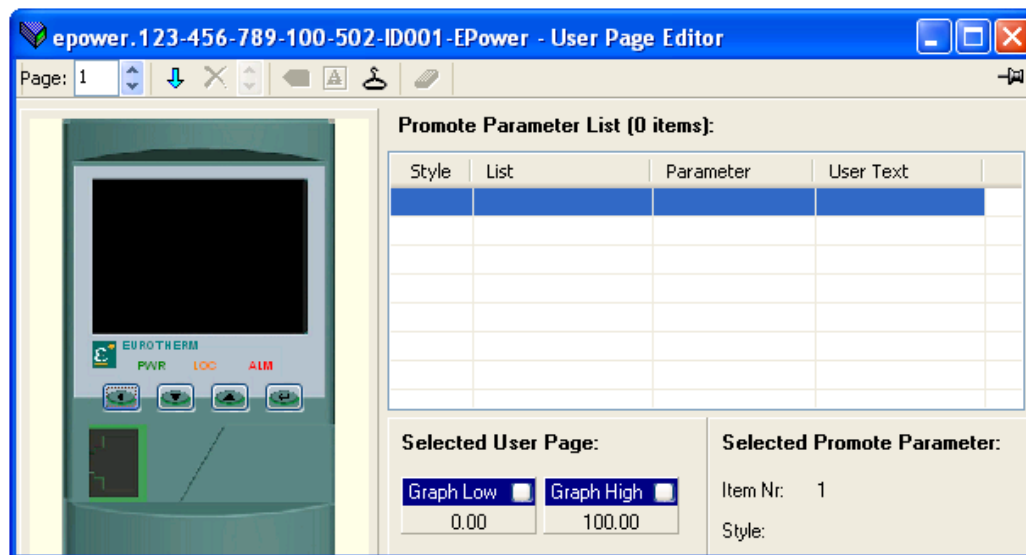 epower.123-456-789-100-502-ID001-EPower - User Page Editor
Page: 1
A
Promote Parameter List (0 items):
Style List Parameter User Text
EUROTHERM
PWR LOC ALM
Selected User Page:
Graph Low Graph High
0.00 100.00
Selected Promote Parameter:
Item Nr: 1
Style: